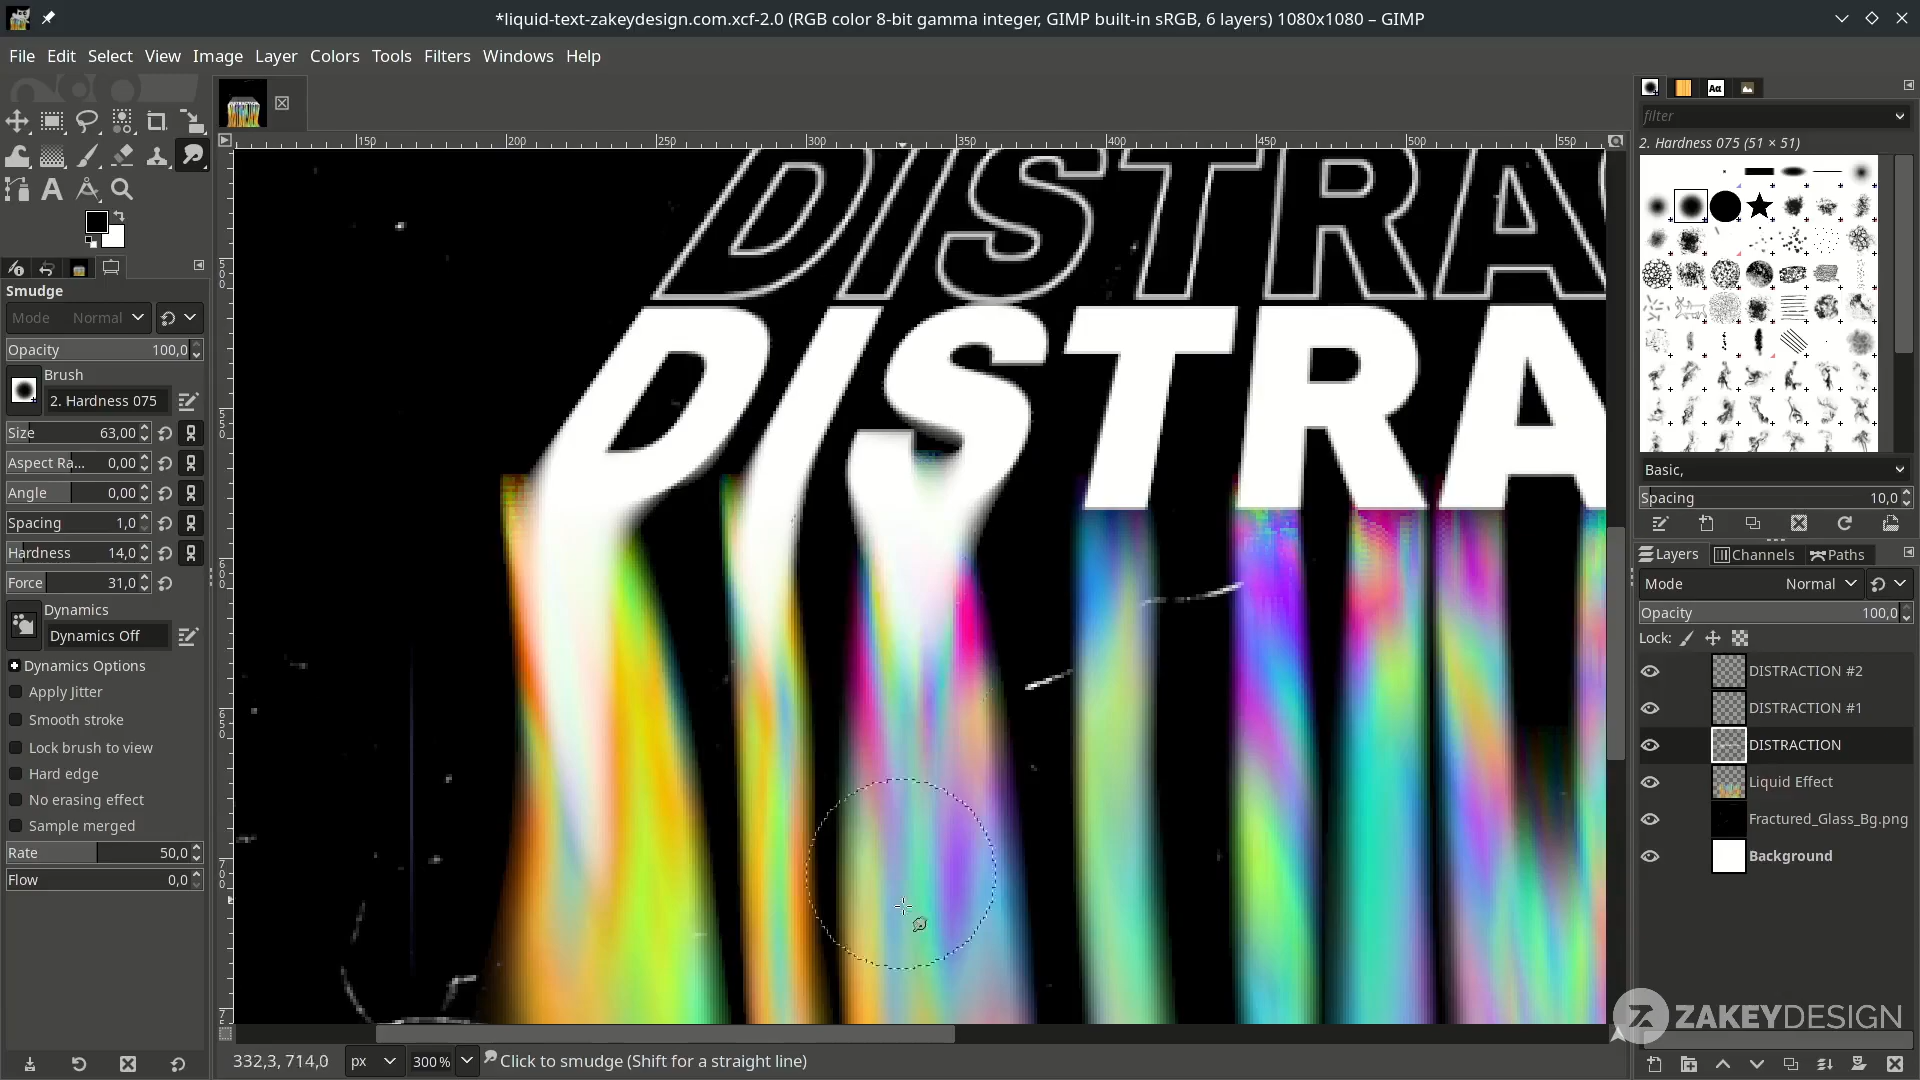 *liquid-text-zakeydesign.com.xcf-2.0 (RGB color 8-bit gamma integer, GIMP built-in sRGB, 6 layers) 1080x1080 – GIMP
File Edit Select View Image Layer Colors Tools Filters Windows Help
150 200 250 300 350 400 450 500 550
Aa
filter
2. Hardness 075 (51 × 51)
DISTRA
DISTRA
500
550
600
650
700
Smudge
Mode Normal
Opacity 100,0
Brush
2. Hardness 075
Size 63,00
Aspect Ra... 0,00
Angle 0,00
Spacing 1,0
Hardness 14,0
Force 31,0
Dynamics
Dynamics Off
Dynamics Options
Apply Jitter
Smooth stroke
Lock brush to view
Hard edge
No erasing effect
Sample merged
Rate 50,0
Flow 0,0
Basic,
Spacing 10,0
Layers Channels Paths
Mode Normal
Opacity 100,0
Lock:
DISTRACTION #2
DISTRACTION #1
DISTRACTION
Liquid Effect
Fractured_Glass_Bg.png
Background
ZAKEYDESIGN
332,3, 714,0 px 300 % Click to smudge (Shift for a straight line)